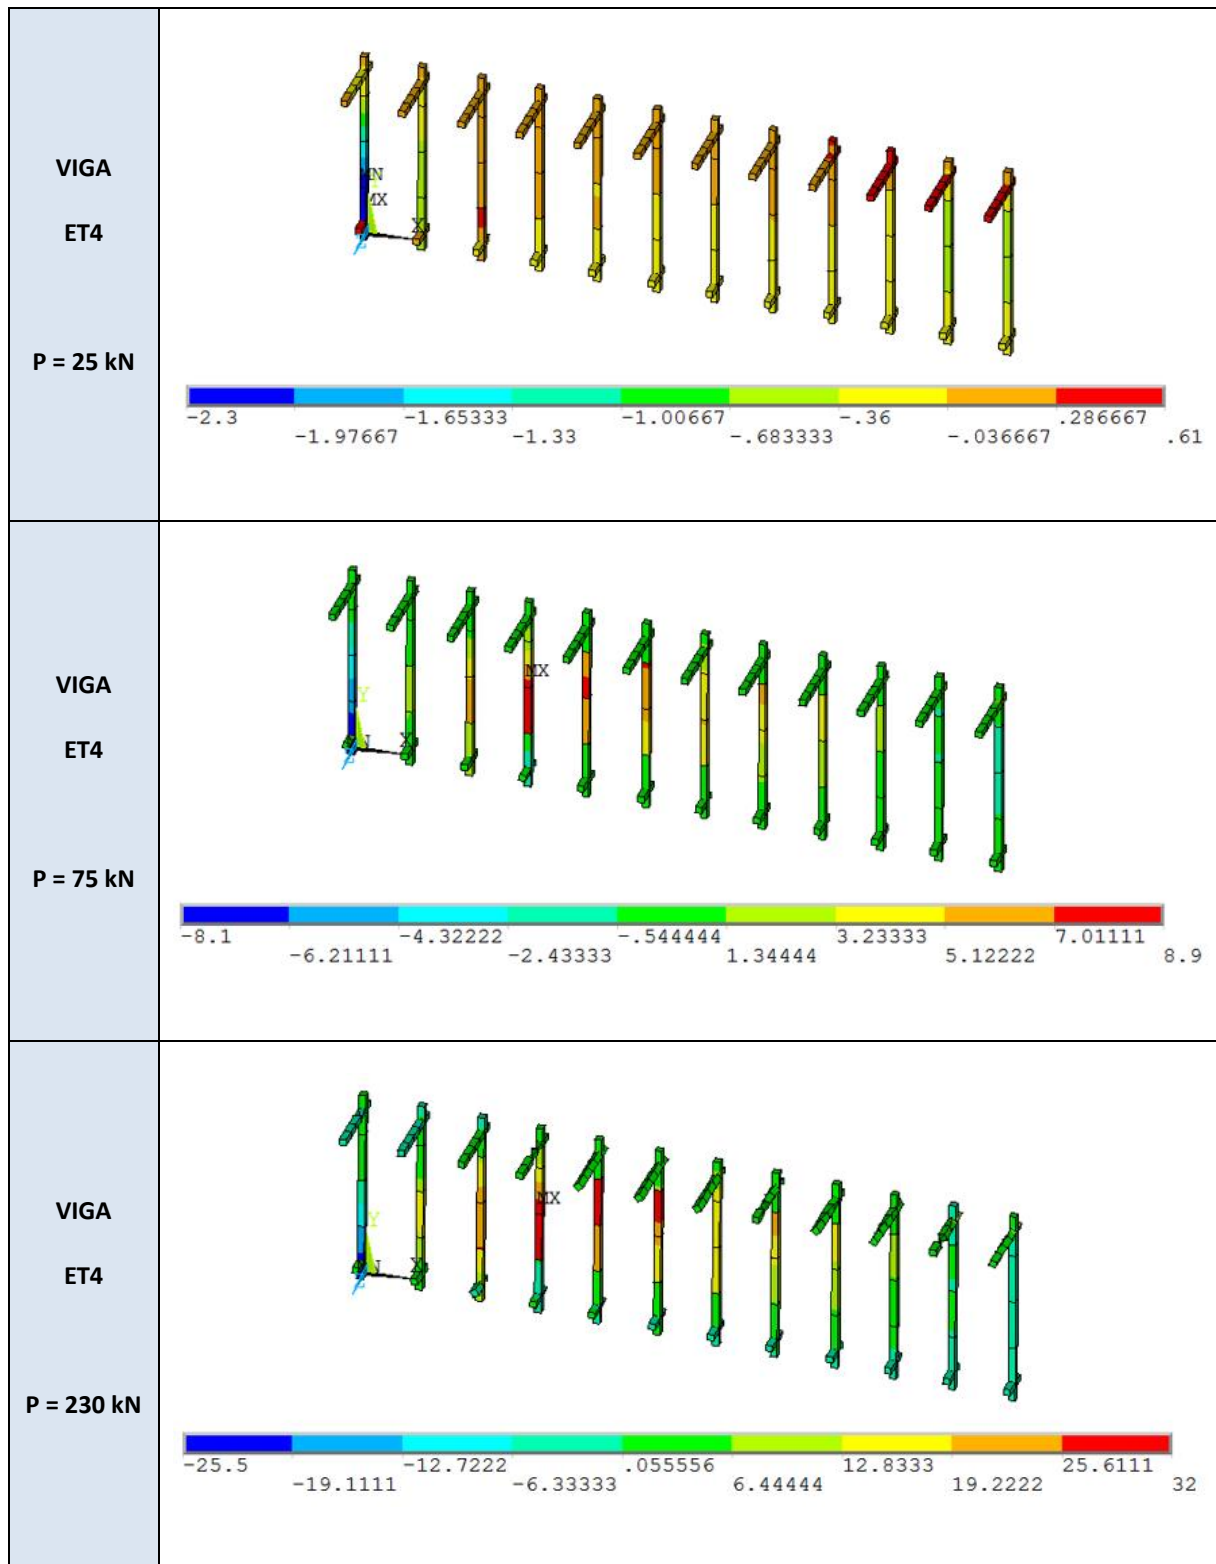 VIGA
ET4
P = 25 kN
MN
MX
X
-2.3 -1.65333 -1.00667 -.36 .286667
-1.97667 -1.33 -.683333 -.036667 .61
VIGA
ET4
P = 75 kN
MX
Y
X
-8.1 -4.32222 -.544444 3.23333 7.01111
-6.21111 -2.43333 1.34444 5.12222 8.9
VIGA
ET4
P = 230 kN
MX
Y
X
-25.5 -12.7222 .055556 12.8333 25.6111
-19.1111 -6.33333 6.44444 19.2222 32